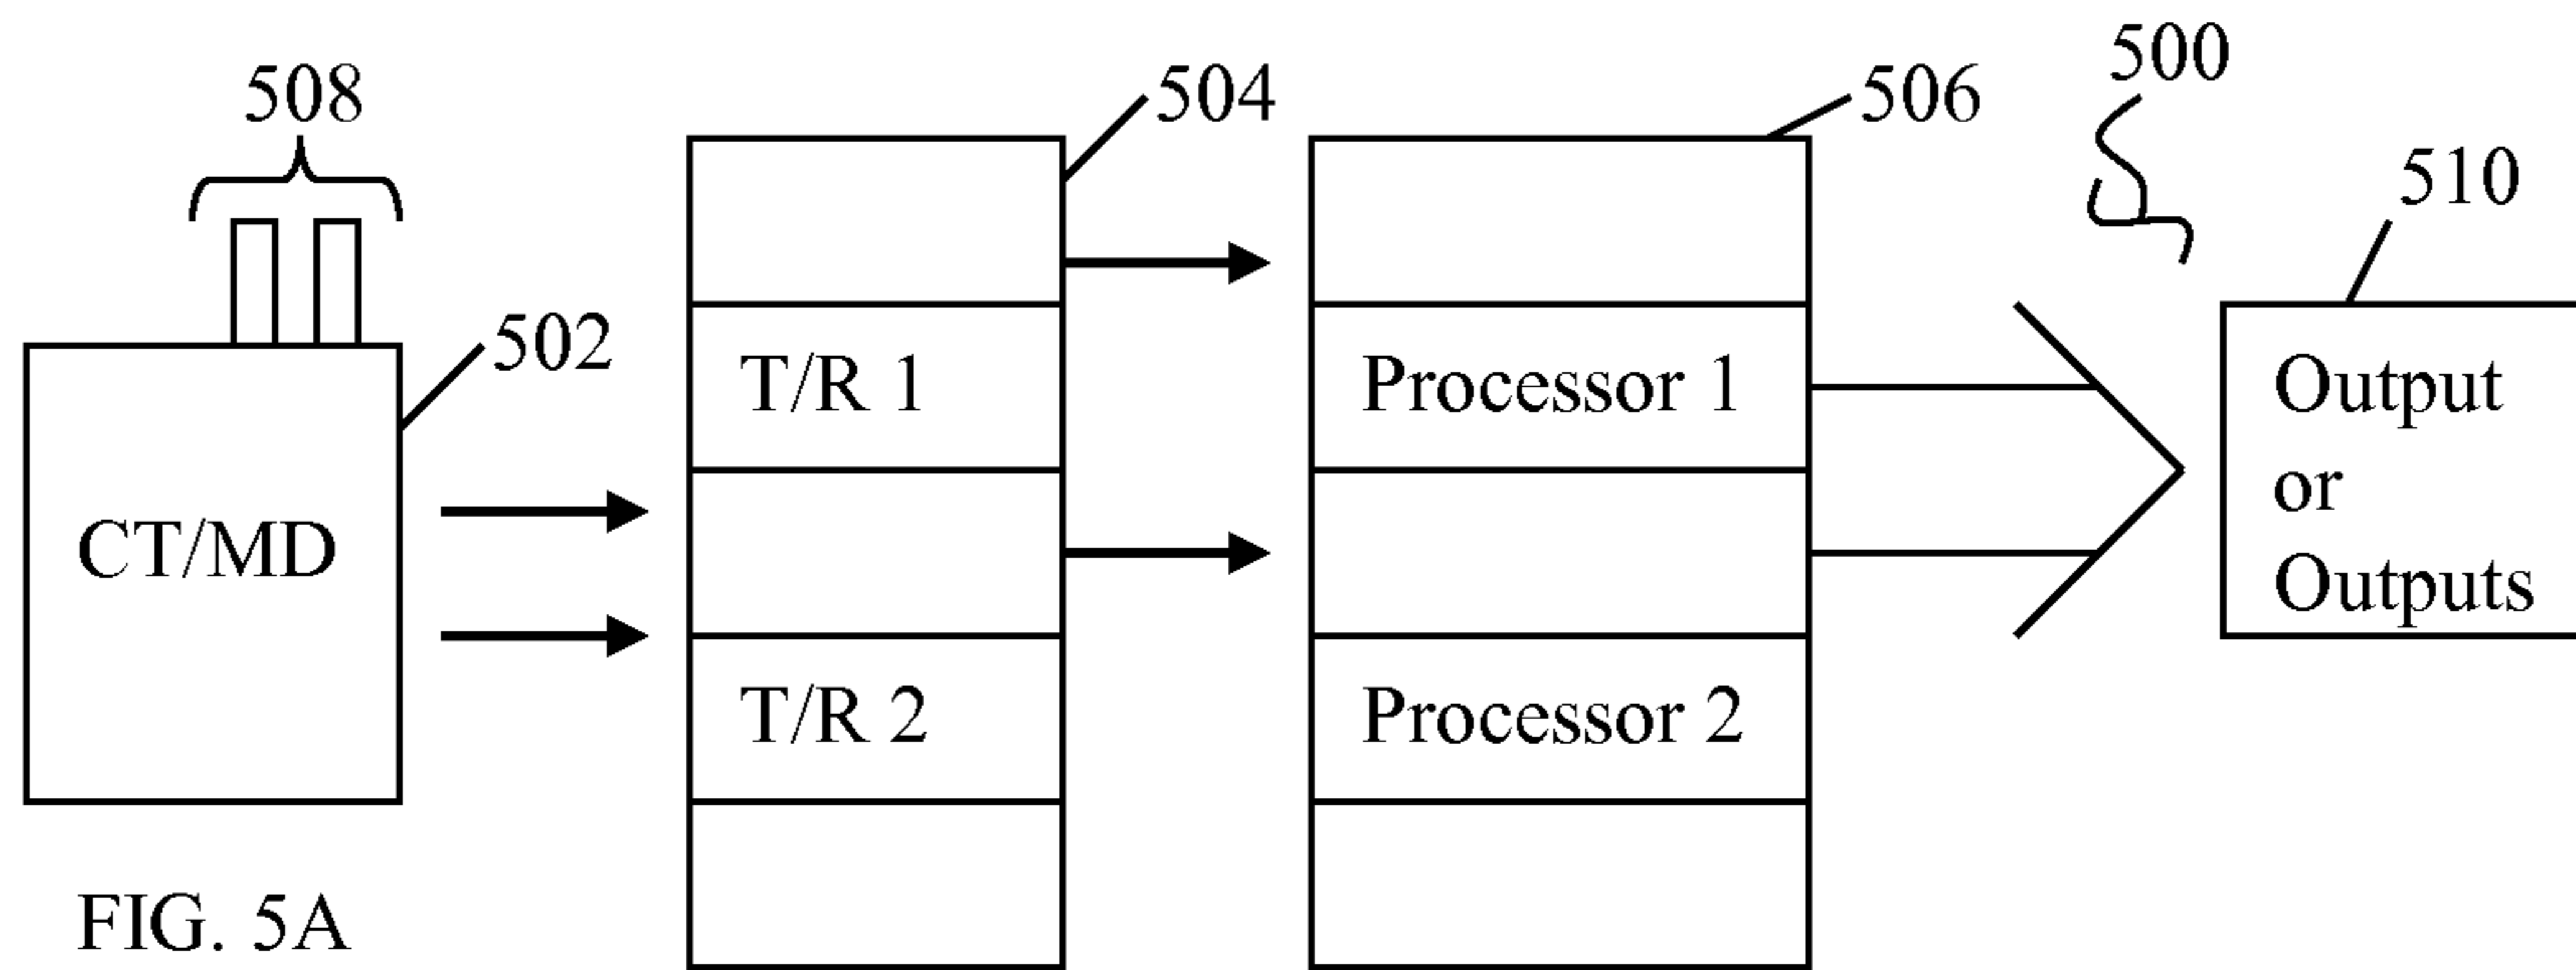 500
508
504
506
510
502
T/R 1
Processor 1
Output
or
Outputs
CT/MD
T/R 2
Processor 2
FIG. 5A